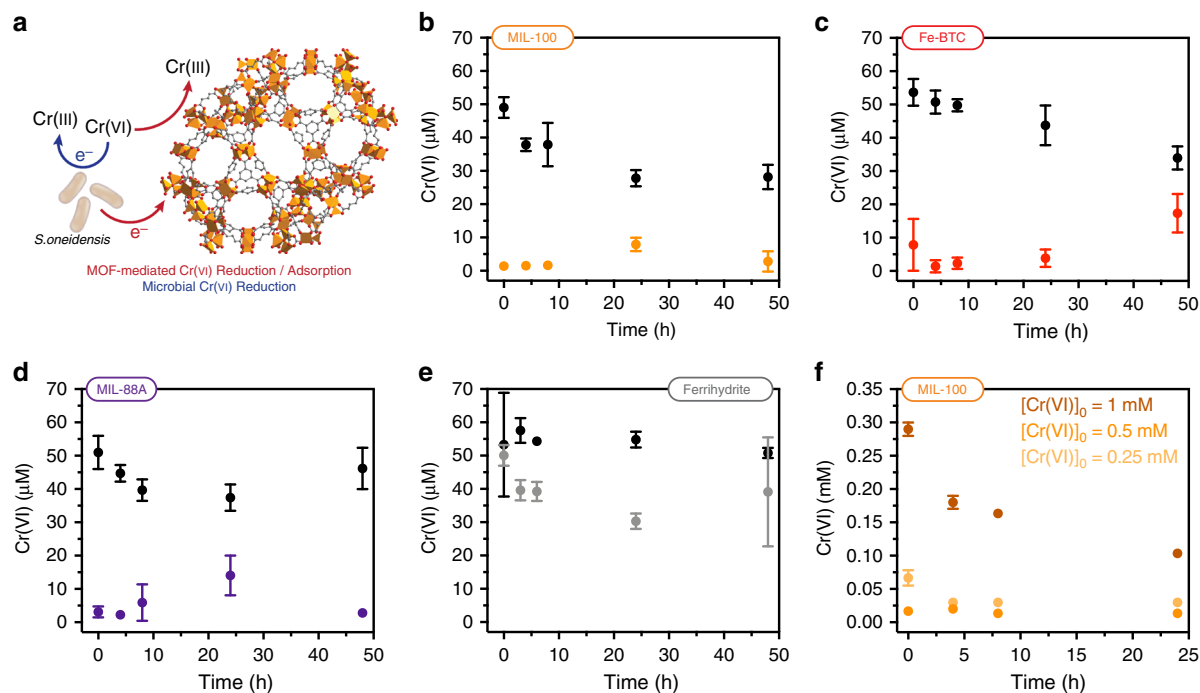 a
Cr(III)
Cr(III)
Cr(VI)
e⁻
S.oneidensis
e⁻
MOF-mediated Cr(VI) Reduction / Adsorption
Microbial Cr(VI) Reduction
b
MIL-100
Cr(VI) (μM)
70
60
50
40
30
20
10
0
0 10 20 30 40 50
Time (h)
c
Fe-BTC
Cr(VI) (μM)
70
60
50
40
30
20
10
0
0 10 20 30 40 50
Time (h)
d
MIL-88A
Cr(VI) (μM)
70
60
50
40
30
20
10
0
0 10 20 30 40 50
Time (h)
e
Ferrihydrite
Cr(VI) (μM)
70
60
50
40
30
20
10
0
0 10 20 30 40 50
Time (h)
f
MIL-100
[Cr(VI)]₀ = 1 mM
[Cr(VI)]₀ = 0.5 mM
[Cr(VI)]₀ = 0.25 mM
Cr(VI) (mM)
0.35
0.30
0.25
0.20
0.15
0.10
0.05
0.00
0 5 10 15 20 25
Time (h)